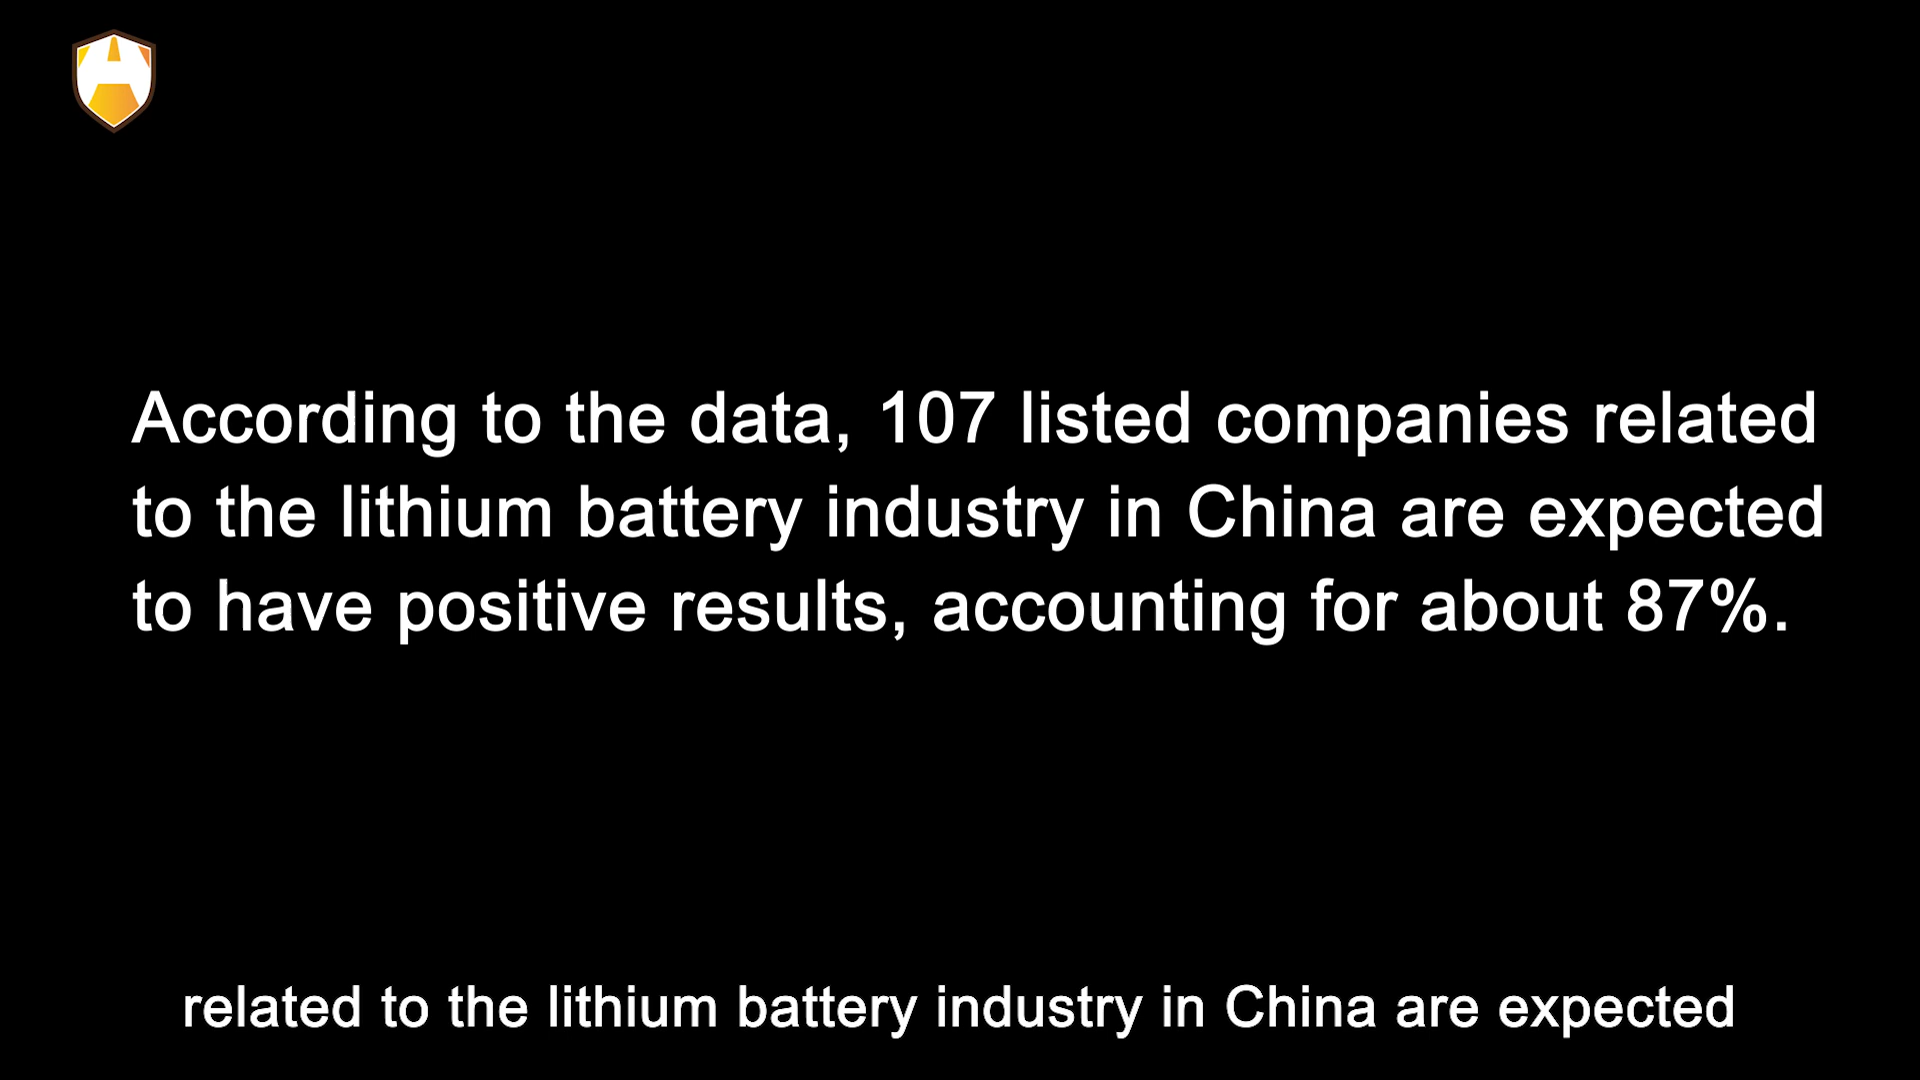 According to the data, 107 listed companies related
to the lithium battery industry in China are expected
to have positive results, accounting for about 87%.
related to the lithium battery industry in China are expected